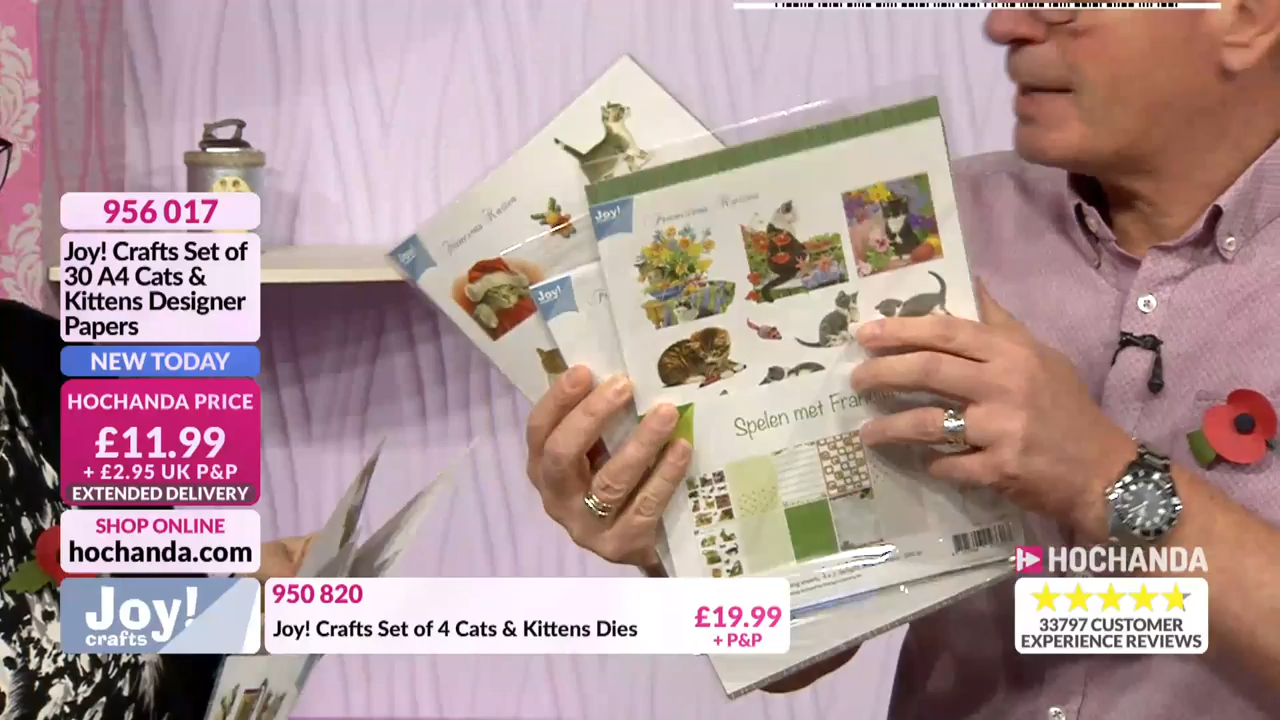 956 017
Joy! Crafts Set of
30 A4 Cats &
Kittens Designer
Papers
NEW TODAY
HOCHANDA PRICE
£11.99
+ £2.95 UK P&P
EXTENDED DELIVERY
SHOP ONLINE
hochanda.com
Joy!
crafts
950 820
Joy! Crafts Set of 4 Cats & Kittens Dies
£19.99
+ P&P
HOCHANDA
33797 CUSTOMER
EXPERIENCE REVIEWS
Joy!
Joy!
Spelen met